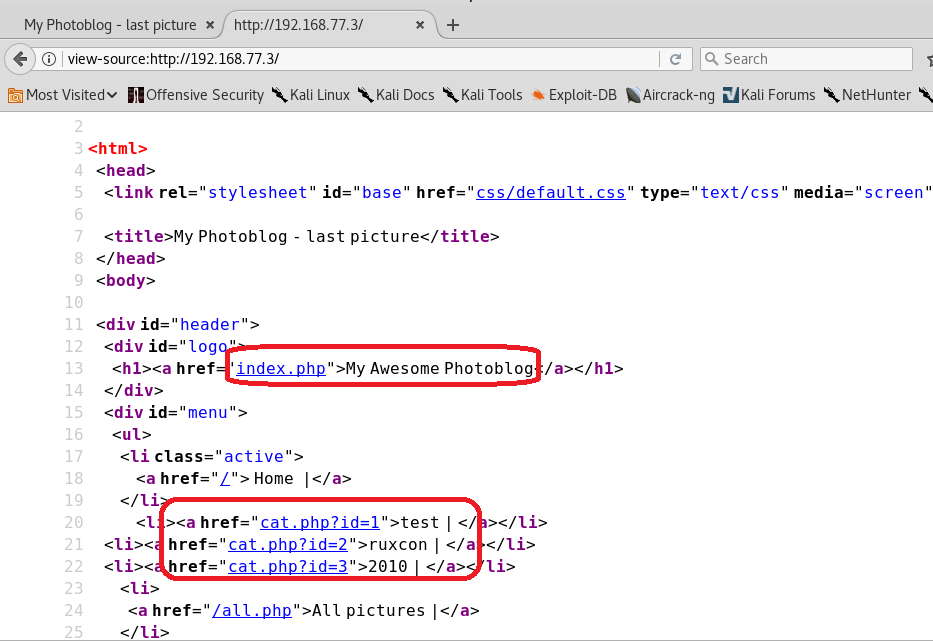 My Photoblog - last picture × http://192.168.77.3/ × +
view-source:http://192.168.77.3/ Search
Most Visited Offensive Security Kali Linux Kali Docs Kali Tools Exploit-DB Aircrack-ng Kali Forums NetHunter
2
3 <html>
4 <head>
5 <link rel="stylesheet" id="base" href="css/default.css" type="text/css" media="screen"
6
7 <title>My Photoblog - last picture</title>
8 </head>
9 <body>
10
11 <div id="header">
12 <div id="logo">
13 <h1><a href="index.php">My Awesome Photoblog</a></h1>
14 </div>
15 <div id="menu">
16 <ul>
17 <li class="active">
18 <a href="/"> Home |</a>
19 </li>
20 <li><a href="cat.php?id=1">test | </a></li>
21 <li><a href="cat.php?id=2">ruxcon | </a></li>
22 <li><a href="cat.php?id=3">2010 | </a></li>
23 <li>
24 <a href="/all.php">All pictures |</a>
25 </li>